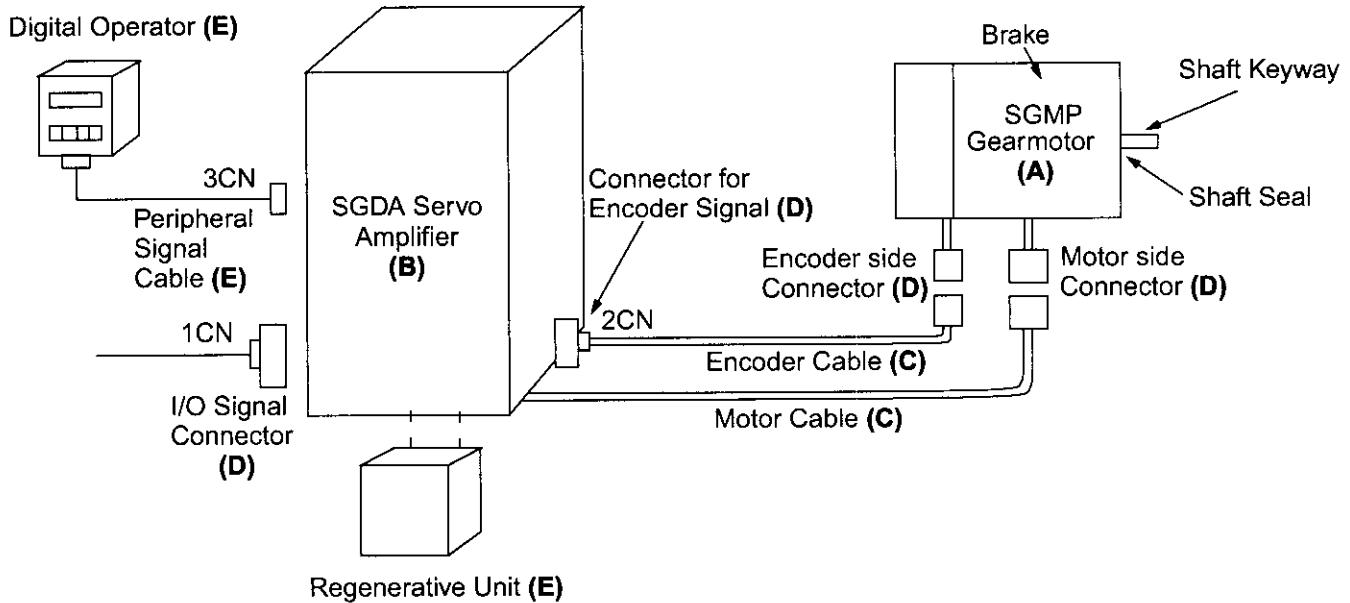 Digital Operator (E)
3CN
Peripheral
Signal
Cable (E)
1CN
I/O Signal
Connector
(D)
SGDA Servo
Amplifier
(B)
Regenerative Unit (E)
Connector for
Encoder Signal (D)
2CN
Encoder Cable (C)
Motor Cable (C)
Brake
SGMP
Gearmotor
(A)
Shaft Keyway
Shaft Seal
Encoder side
Connector (D)
Motor side
Connector (D)